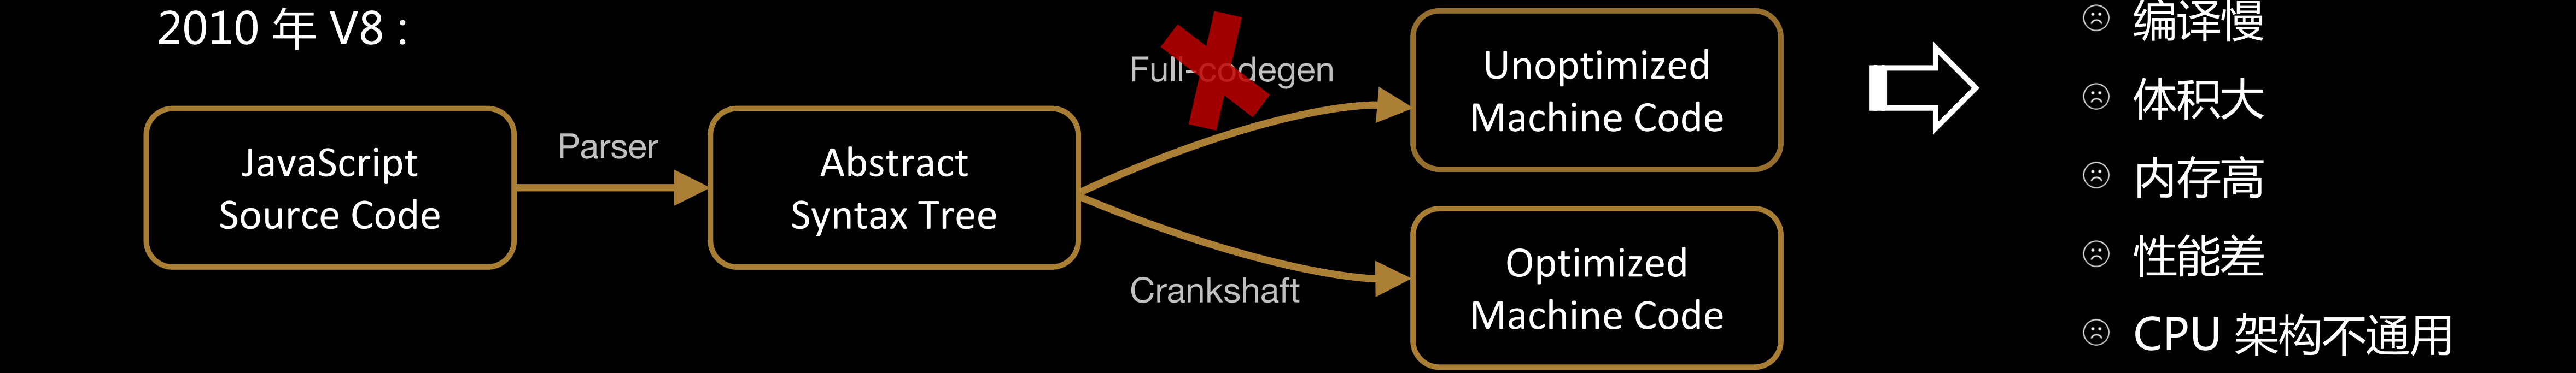 2010 年 V8 :
JavaScript
Source Code
Parser
Abstract
Syntax Tree
Full-codegen
Crankshaft
Unoptimized
Machine Code
Optimized
Machine Code
编译慢
体积大
内存高
性能差
CPU 架构不通用